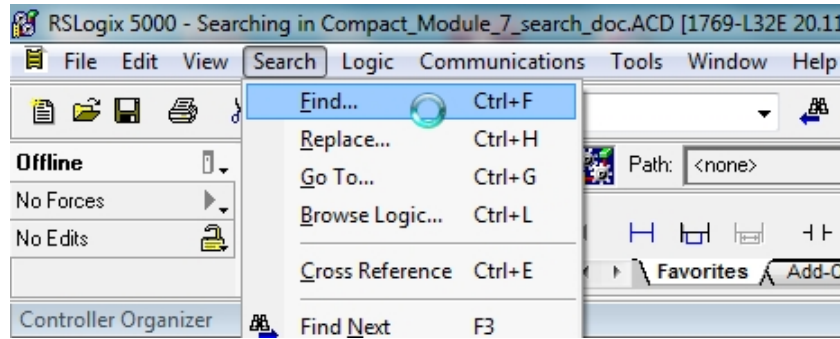 RSLogix 5000 - Searching in Compact_Module_7_search_doc.ACD [1769-L32E 20.11
File Edit View Search Logic Communications Tools Window Help
Find... Ctrl+F
Replace... Ctrl+H
Offline
Go To... Ctrl+G
Path: <none>
No Forces
Browse Logic... Ctrl+L
No Edits
Cross Reference Ctrl+E
Favorites Add-O
Controller Organizer
Find Next F3